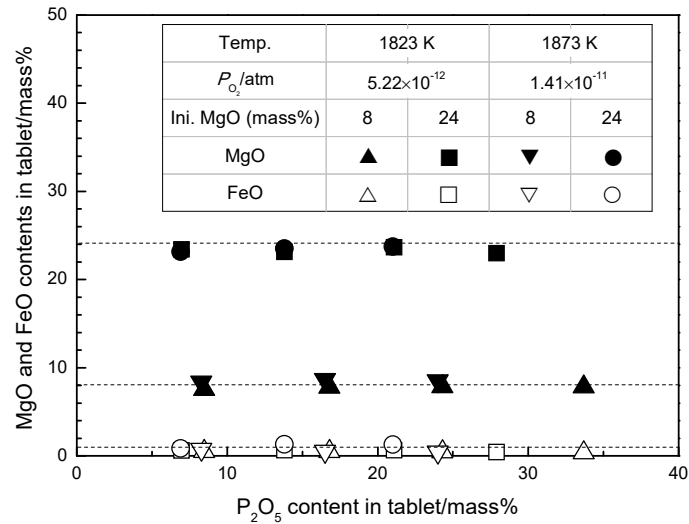 50
40
30
20
10
0
MgO and FeO contents in tablet/mass%
Temp. 1823 K 1873 K
P_O₂/atm 5.22×10⁻¹² 1.41×10⁻¹¹
Ini. MgO (mass%) 8 24 8 24
MgO ▲ ■ ▼ ●
FeO △ □ ▽ ○
0 10 20 30 40
P₂O₅ content in tablet/mass%